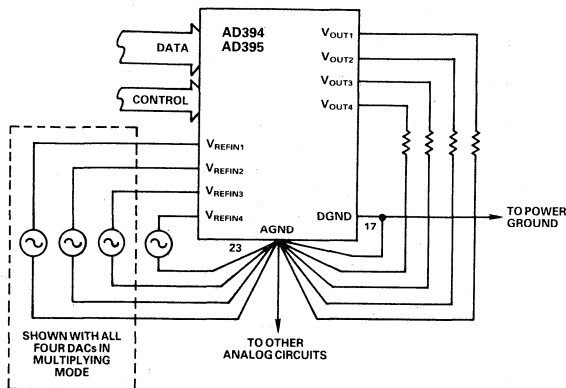 AD394
AD395
DATA
CONTROL
VOUT1
VOUT2
VOUT3
VOUT4
VREFIN1
VREFIN2
VREFIN3
VREFIN4
AGND
DGND
23
17
TO POWER
GROUND
TO OTHER
ANALOG CIRCUITS
SHOWN WITH ALL
FOUR DACs IN
MULTIPLYING
MODE